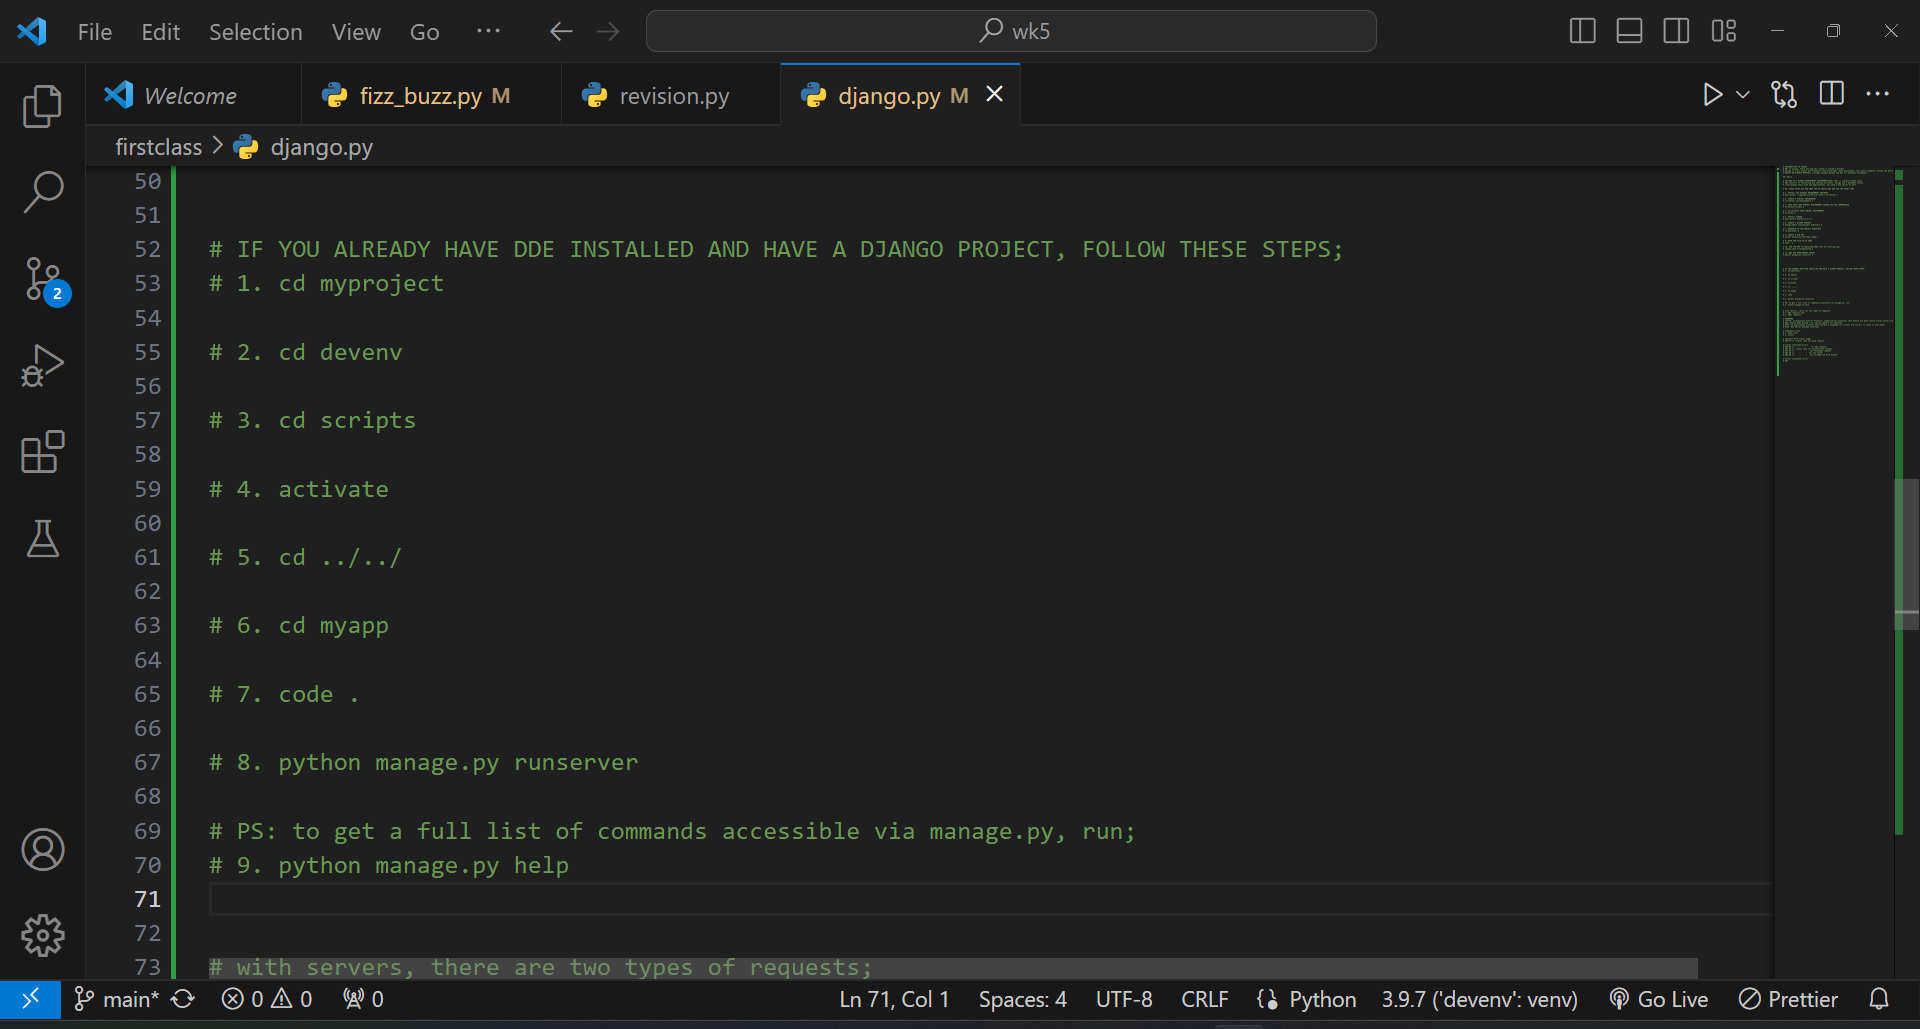 File Edit Selection View Go ··· wk5
Welcome fizz_buzz.py M revision.py django.py M
firstclass > django.py
50
51
52 # IF YOU ALREADY HAVE DDE INSTALLED AND HAVE A DJANGO PROJECT, FOLLOW THESE STEPS;
53 # 1. cd myproject
54
55 # 2. cd devenv
56
57 # 3. cd scripts
58
59 # 4. activate
60
61 # 5. cd ../../
62
63 # 6. cd myapp
64
65 # 7. code .
66
67 # 8. python manage.py runserver
68
69 # PS: to get a full list of commands accessible via manage.py, run;
70 # 9. python manage.py help
71
72
73 # with servers, there are two types of requests;
2
main* 0 0 0 Ln 71, Col 1 Spaces: 4 UTF-8 CRLF Python 3.9.7 ('devenv': venv) Go Live Prettier